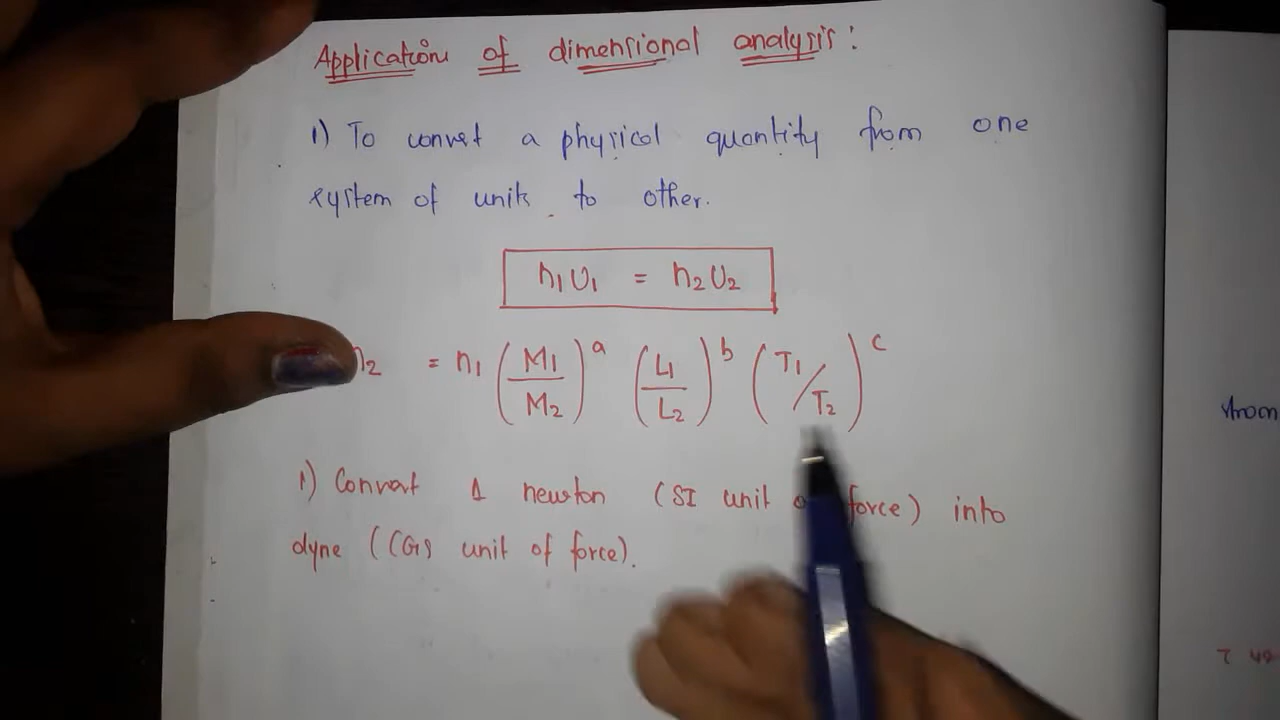 Application of dimensional analysis:
1) To convert a physical quantity from one
system of units to other.
n₁u₁ = n₂u₂
n₂ = n₁ (M₁/M₂)ᵃ (L₁/L₂)ᵇ (T₁/T₂)ᶜ
1) Convert 1 newton (SI unit of force) into
dyne (CGS unit of force).